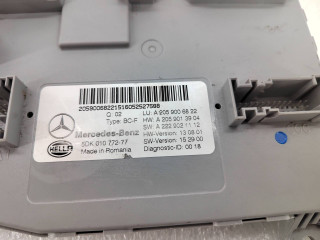 2059006822151605252709B
Q: 02 LU: A 205 900 68 22
Type: BC-F HW: A 205 901 39 04
Mercedes-Benz SW: A 222 902 11 12
5DK 010 772-77 HW-Version: 13 08 01
HELLA SW-Version: 15 29 00
Made in Romania Diagnostic-ID: 00 18